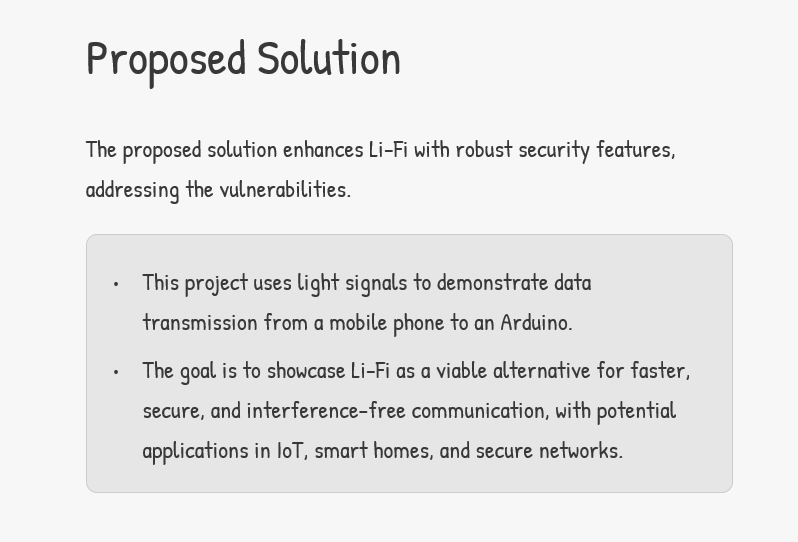 Proposed Solution
The proposed solution enhances Li-Fi with robust security features,
addressing the vulnerabilities.
• This project uses light signals to demonstrate data
transmission from a mobile phone to an Arduino.
• The goal is to showcase Li-Fi as a viable alternative for faster,
secure, and interference-free communication, with potential
applications in IoT, smart homes, and secure networks.